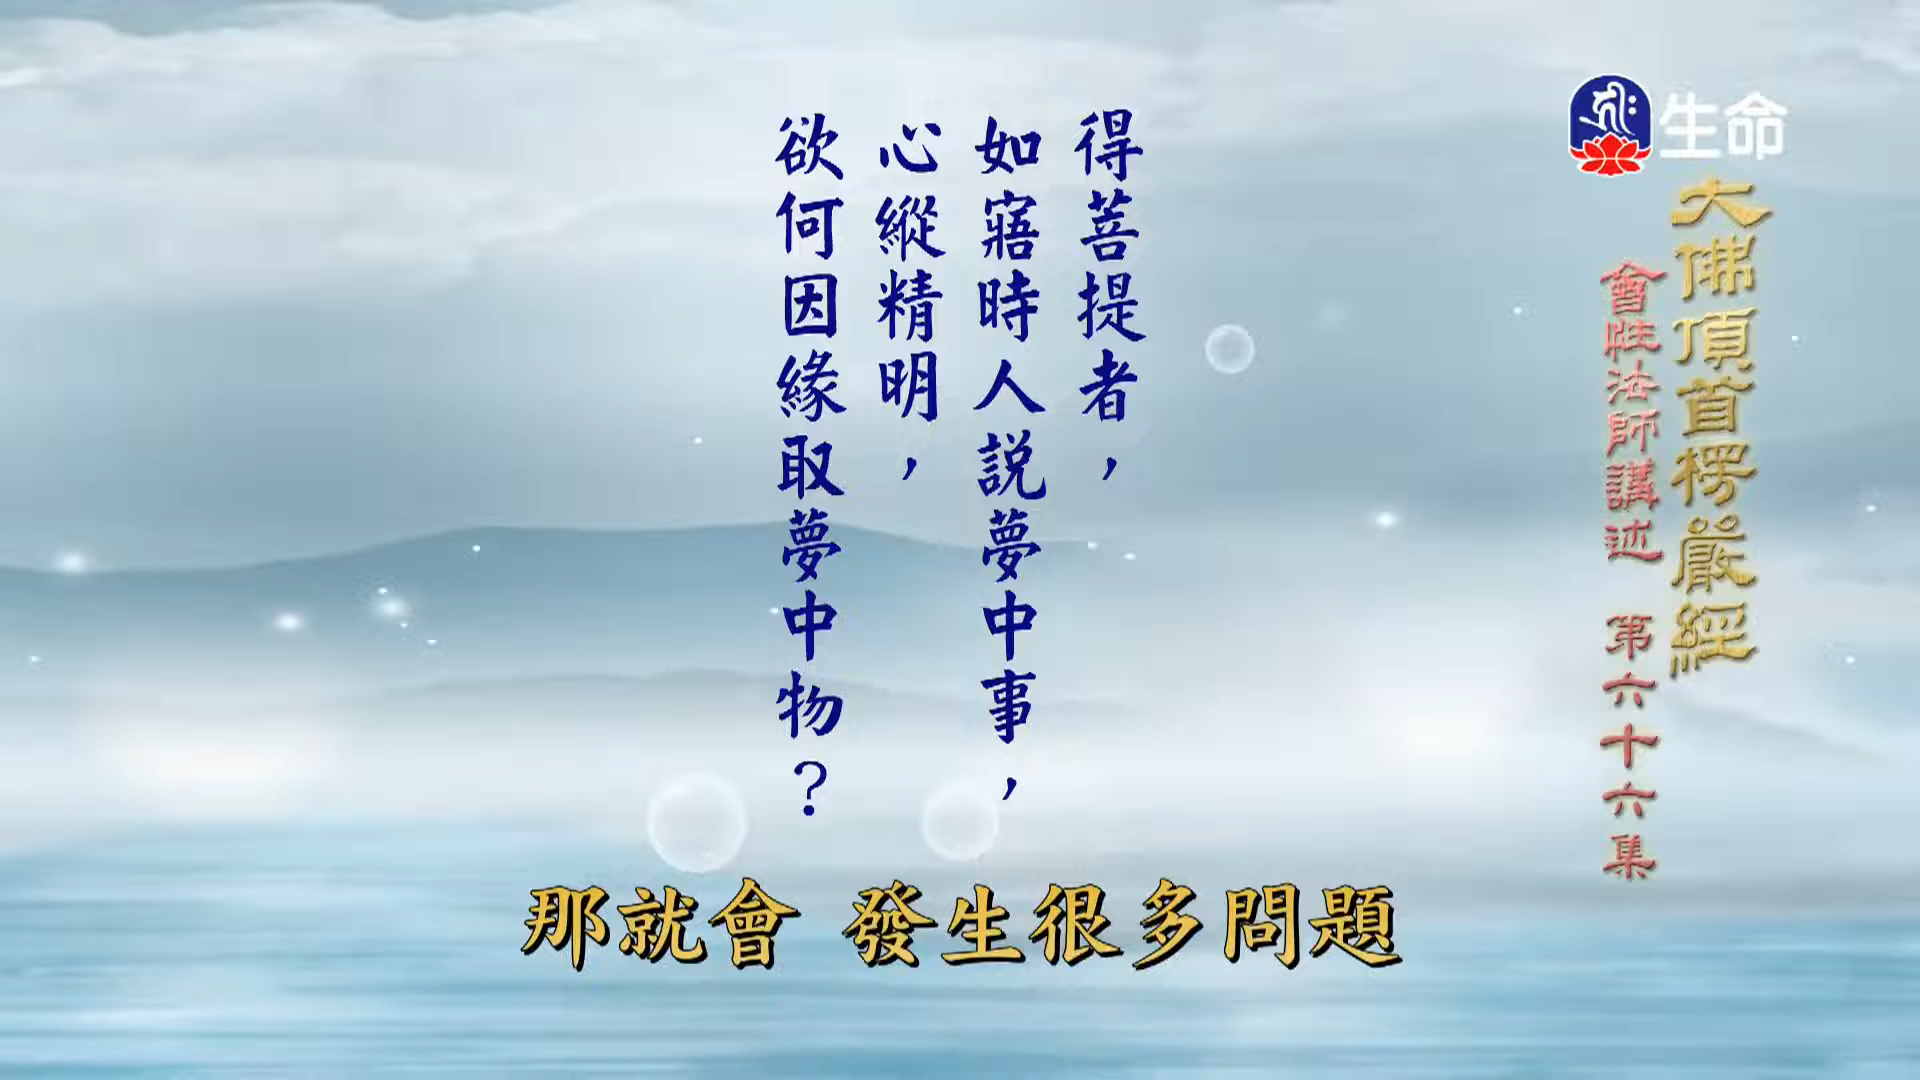 生命
大佛頂首楞嚴經
會性法師講述 第六十六集
得菩提者，
如寤時人說夢中事，
心縱精明，
欲何因緣取夢中物？
那就會 發生很多問題